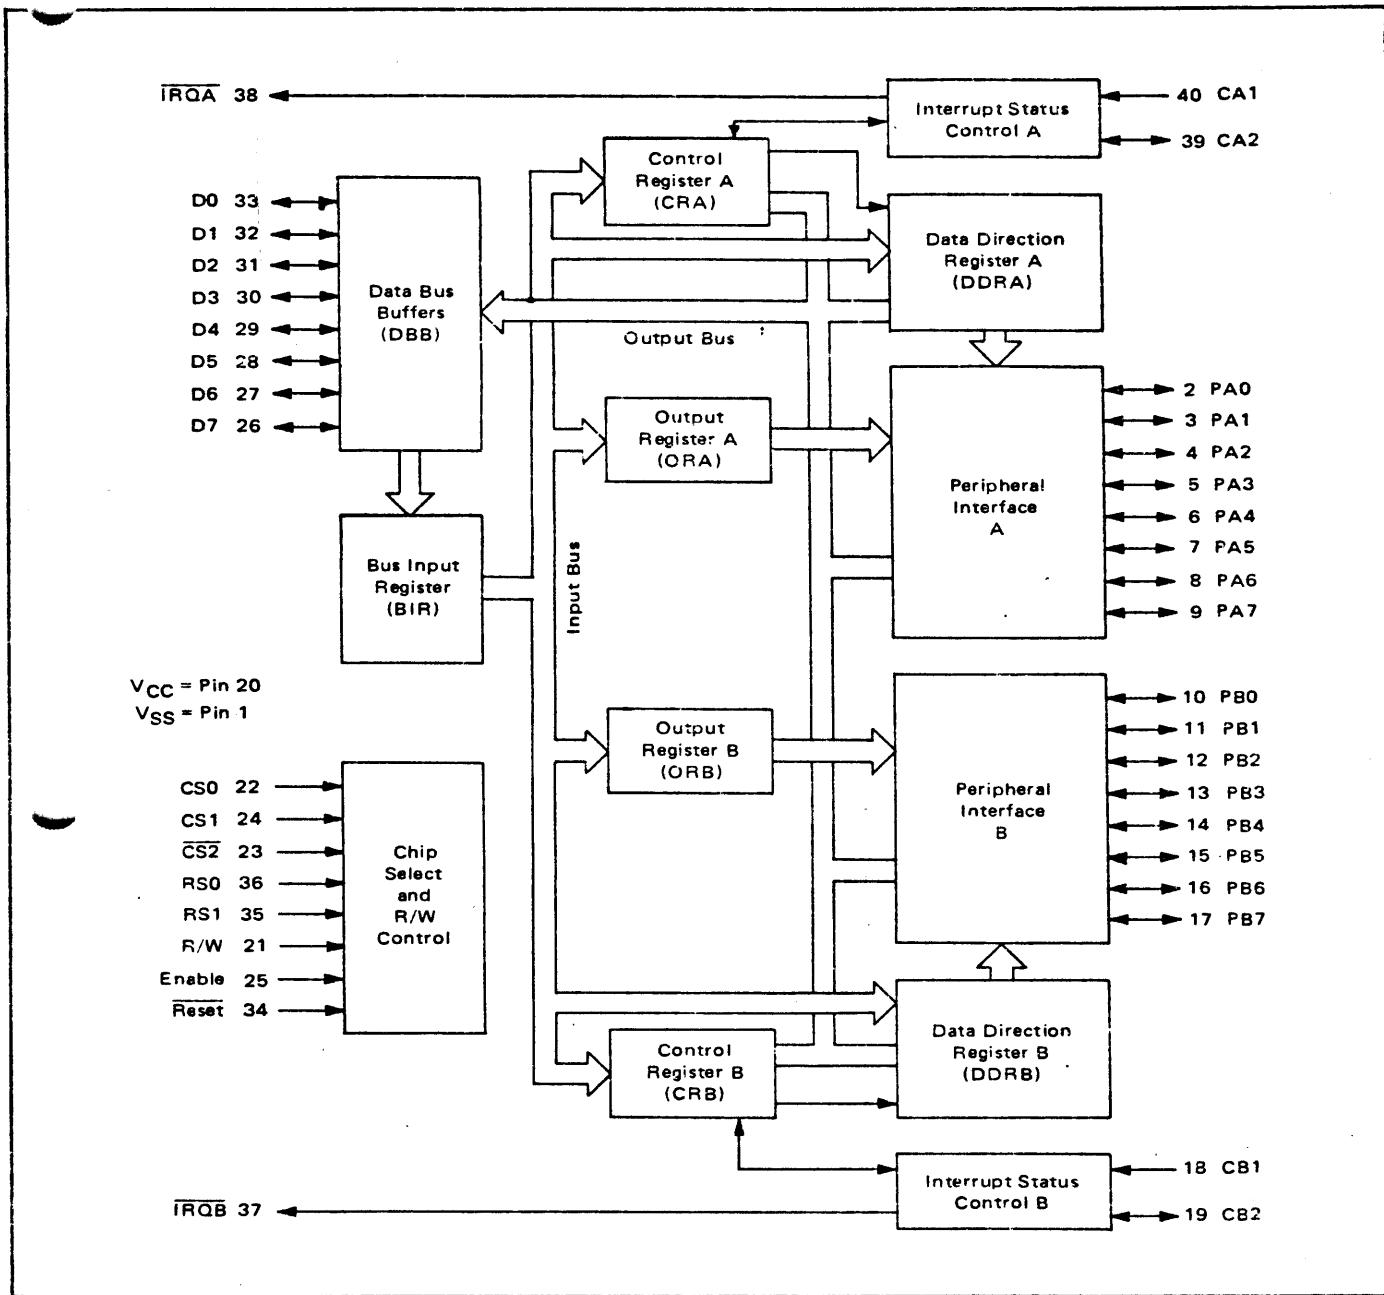 IRQA 38
Interrupt Status
Control A
40 CA1
39 CA2
Control
Register A
(CRA)
D0 33
D1 32
D2 31
D3 30
D4 29
D5 28
D6 27
D7 26
Data Bus
Buffers
(DBB)
Data Direction
Register A
(DDRA)
Output Bus
Output
Register A
(ORA)
Peripheral
Interface
A
2 PA0
3 PA1
4 PA2
5 PA3
6 PA4
7 PA5
8 PA6
9 PA7
Bus Input
Register
(BIR)
Input Bus
VCC = Pin 20
VSS = Pin 1
Output
Register B
(ORB)
Peripheral
Interface
B
10 PB0
11 PB1
12 PB2
13 PB3
14 PB4
15 PB5
16 PB6
17 PB7
CS0 22
CS1 24
CS2 23
RS0 36
RS1 35
R/W 21
Enable 25
Reset 34
Chip
Select
and
R/W
Control
Control
Register B
(CRB)
Data Direction
Register B
(DDRB)
Interrupt Status
Control B
18 CB1
19 CB2
IRQB 37